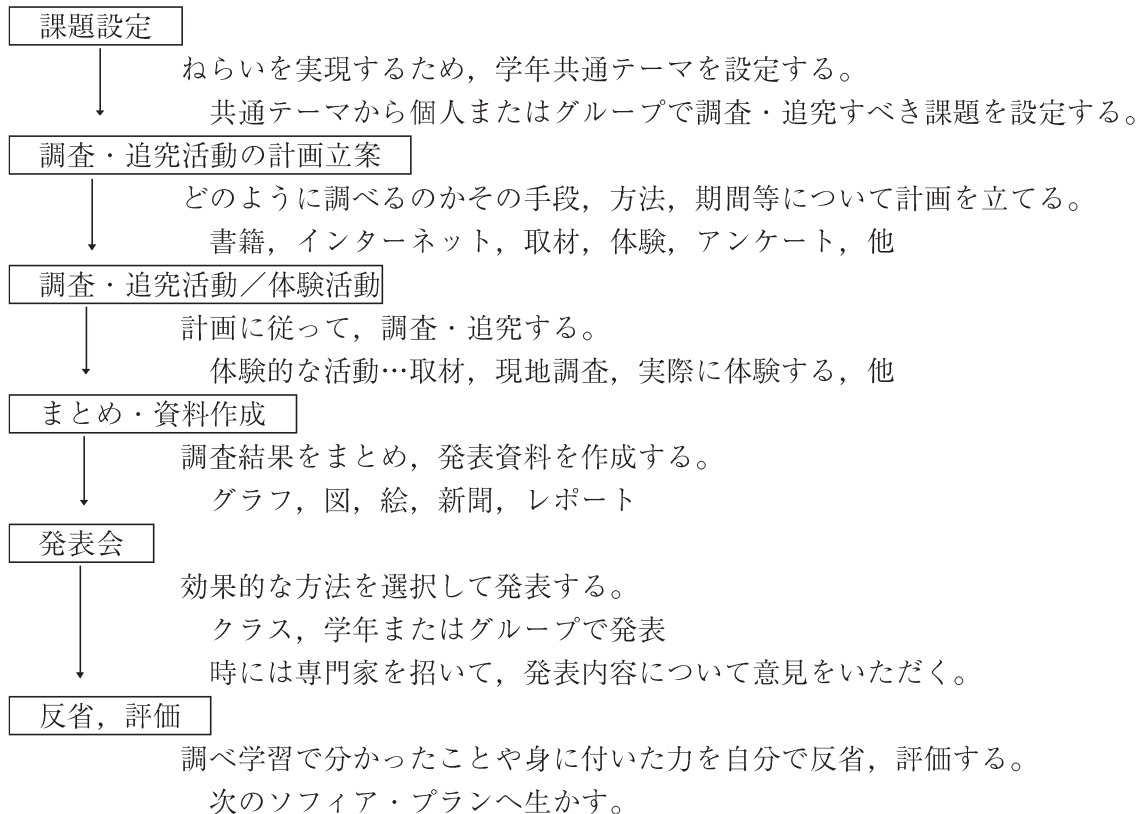 課題設定
ねらいを実現するため，学年共通テーマを設定する。
共通テーマから個人またはグループで調査・追究すべき課題を設定する。
調査・追究活動の計画立案
どのように調べるのかその手段，方法，期間等について計画を立てる。
書籍，インターネット，取材，体験，アンケート，他
調査・追究活動／体験活動
計画に従って，調査・追究する。
体験的な活動…取材，現地調査，実際に体験する，他
まとめ・資料作成
調査結果をまとめ，発表資料を作成する。
グラフ，図，絵，新聞，レポート
発表会
効果的な方法を選択して発表する。
クラス，学年またはグループで発表
時には専門家を招いて，発表内容について意見をいただく。
反省，評価
調べ学習で分かったことや身に付いた力を自分で反省，評価する。
次のソフィア・プランへ生かす。